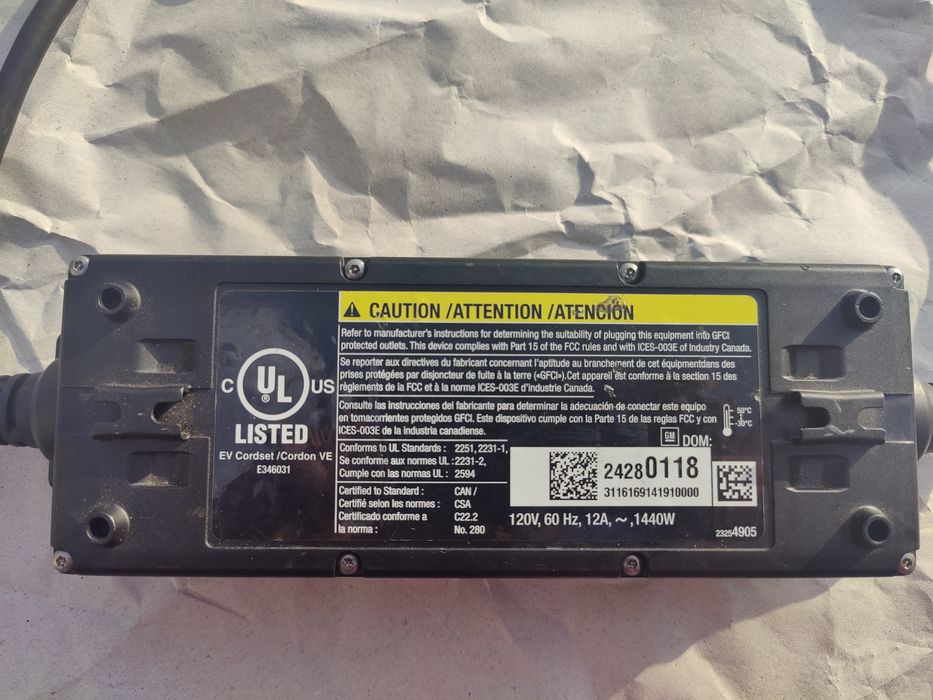 ⚠ CAUTION /ATTENTION /ATENCIÓN
Refer to manufacturer's instructions for determining the suitability of plugging this equipment into GFCI
protected outlets. This device complies with Part 15 of the FCC rules and with ICES-003E of Industry Canada.
Se reporter aux directives du fabricant concernant l'aptitude au branchement de cet équipmentdans des
prises protégées par disjoncteur de fuite à la terre («GFCI»). Cet appareil est conforme à la section 15 des
règlements de la FCC et à la norme ICES-003E d'industrie Canada.
Consulte las instrucciones del fabricante para determinar la adecuación de conectar este equipo
en tomacorrientes protegidos GFCI. Este dispositivo cumple con la Parte 15 de las reglas FCC y con
ICES-003E de la industria canadiense.
50°C
-30°C
C UL US
®
LISTED
EV Cordset /Cordon VE
E346031
Conforms to UL Standards : 2251, 2231-1,
Se conforme aux normes UL : 2231-2,
Cumple con las normas UL : 2594
Certified to Standard : CAN /
Certifié selon les normes : CSA
Certificado conforme a C22.2
la norma : No. 280
GM DOM:
24280118
3116169141910000
120V, 60 Hz, 12A, ~ ,1440W
23254905